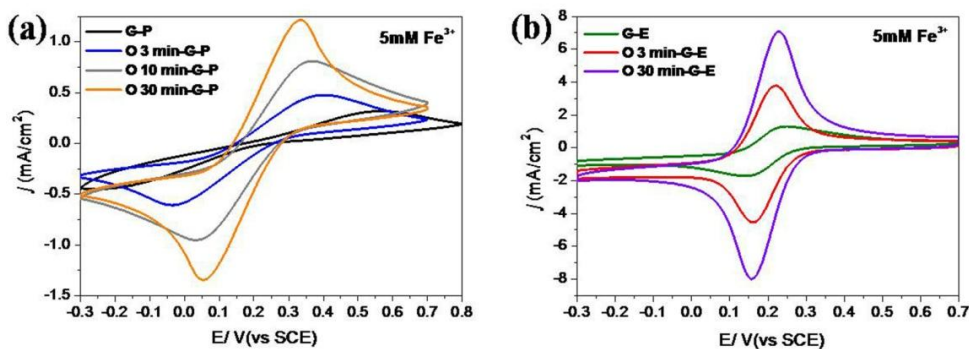 (a)
G-P
O 3 min-G-P
O 10 min-G-P
O 30 min-G-P
5mM Fe³⁺
j (mA/cm²)
1.0
0.5
0.0
-0.5
-1.0
-1.5
-0.3 -0.2 -0.1 0.0 0.1 0.2 0.3 0.4 0.5 0.6 0.7 0.8
E/ V(vs SCE)
(b)
G-E
O 3 min-G-E
O 30 min-G-E
5mM Fe³⁺
j (mA/cm²)
8
6
4
2
0
-2
-4
-6
-8
-0.3 -0.2 -0.1 0.0 0.1 0.2 0.3 0.4 0.5 0.6 0.7
E/ V(vs SCE)